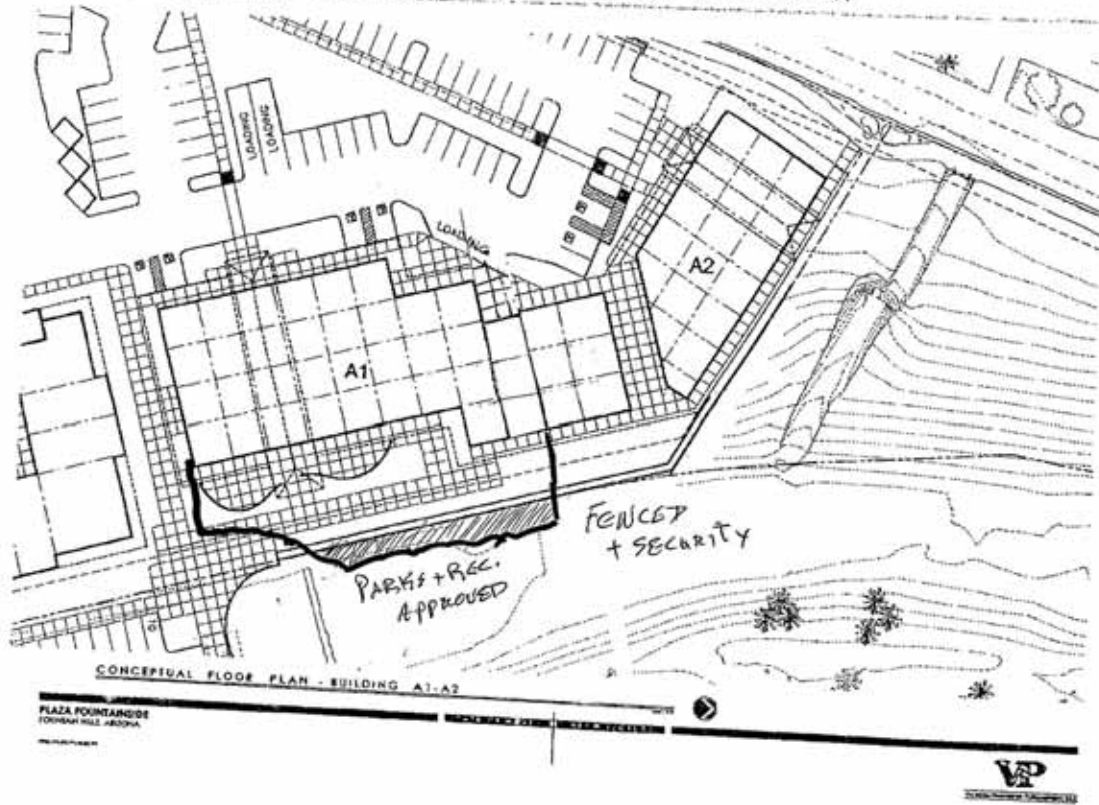 LOADING
LOADING
LOADING
A2
A1
FENCED
+ SECURITY
PARKS + REC.
APPROVED
CONCEPTUAL FLOOR PLAN - BUILDING A1-A2
PLAZA FOUNTAINSIDE
FOUNTAIN HILLS, ARIZONA
VP